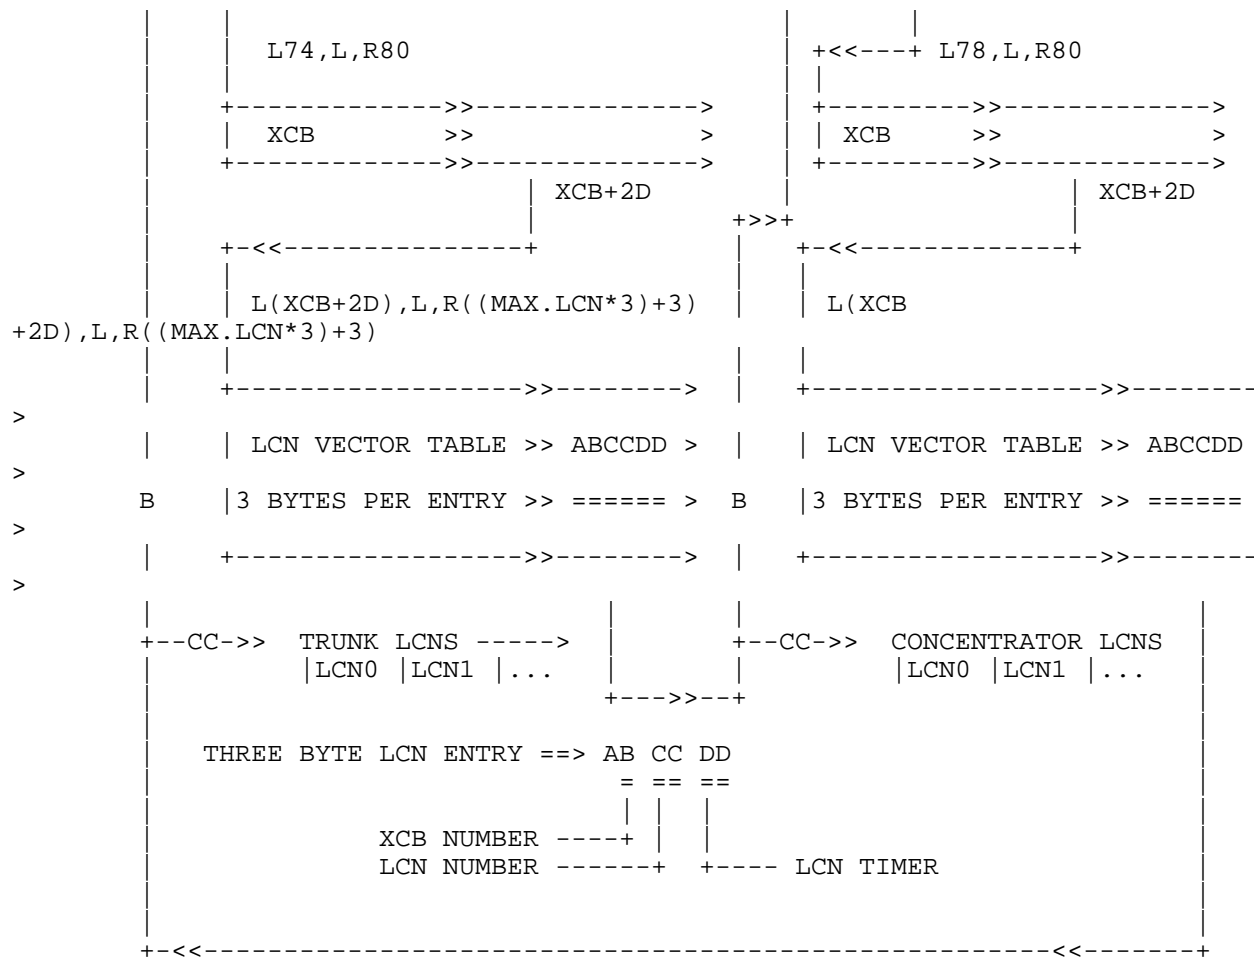 |    |                                  |       |
        |    |  L74,L,R80                       | +<<---+ L78,L,R80
        |    |                                  | |
        |    +------------->>-------------->    | +--------->>------------->
        |    |  XCB        >>              >    | | XCB     >>             >
        |    +------------->>-------------->    | +--------->>------------->
        |                       | XCB+2D        |                | XCB+2D
        |                       |            +>>+                |
        |    +-<<---------------+            |   +-<<-------------+
        |    |                               |   |
        |    | L(XCB+2D),L,R((MAX.LCN*3)+3)  |   | L(XCB
+2D),L,R((MAX.LCN*3)+3)
        |    |                               |   |
        |    +------------------>>-------->  |   +------------------>>--------
>
        |    | LCN VECTOR TABLE >> ABCCDD >  |   | LCN VECTOR TABLE >> ABCCDD
>
        B    |3 BYTES PER ENTRY >> ====== >  B   |3 BYTES PER ENTRY >> ======
>
        |    +------------------>>-------->  |   +------------------>>--------
>
        |                            |       |                            |
        +--CC->>  TRUNK LCNS ----->  |       +--CC->>  CONCENTRATOR LCNS  |
        |         |LCN0 |LCN1 |...   |       |         |LCN0 |LCN1 |...   |
        |                            +--->>--+                            |
        |                                                                 |
        |   THREE BYTE LCN ENTRY ==> AB CC DD                             |
        |                             = == ==                             |
        |                             | |  |                              |
        |              XCB NUMBER ----+ |  |                              |
        |              LCN NUMBER ------+  +---- LCN TIMER                |
        |                                                                 |
        |                                                                 |
        +-<<-----------------------------------------------------<<-------+